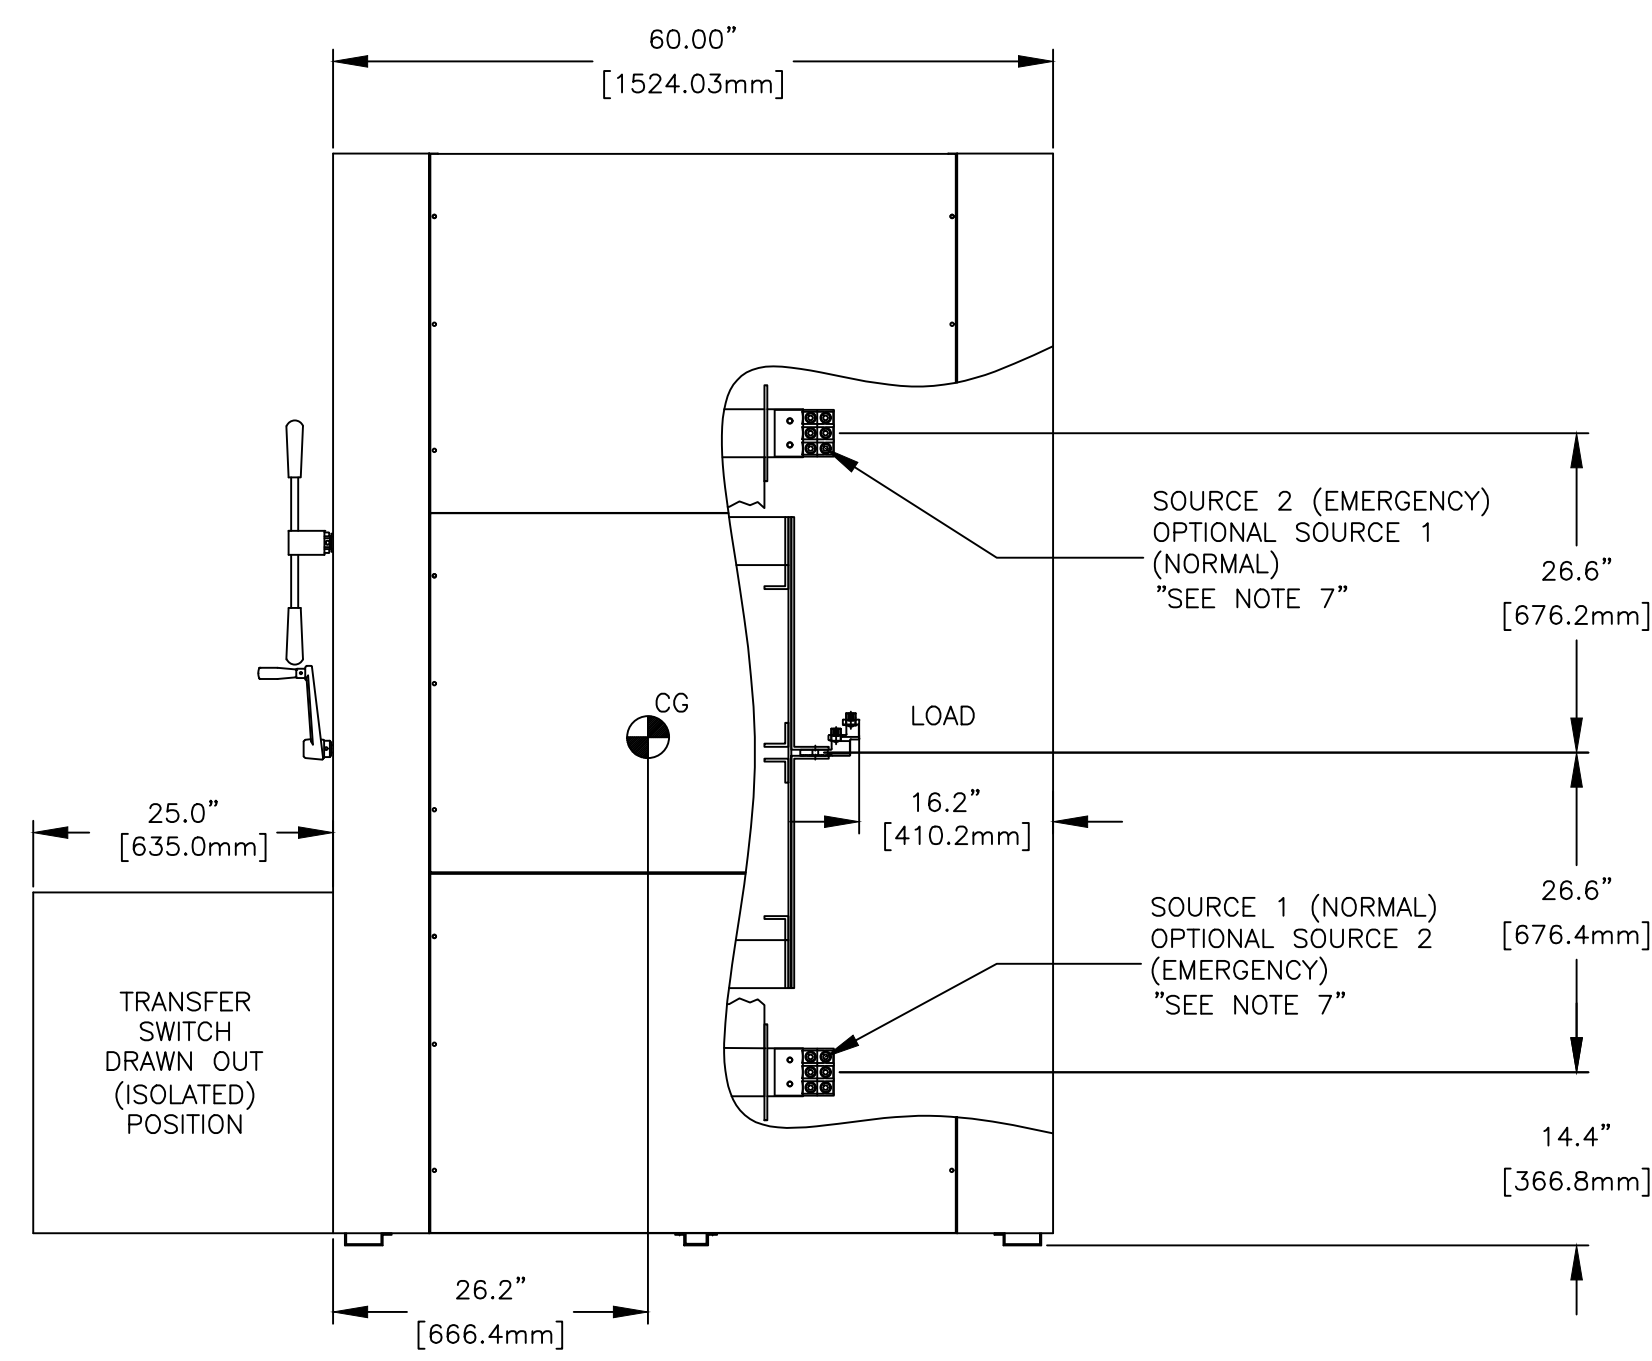 60.00”
[1524.03mm]
SOURCE 2 (EMERGENCY)
OPTIONAL SOURCE 1
(NORMAL)
”SEE NOTE 7”
26.6”
[676.2mm]
CG
LOAD
25.0”
[635.0mm]
16.2”
[410.2mm]
26.6”
[676.4mm]
SOURCE 1 (NORMAL)
OPTIONAL SOURCE 2
(EMERGENCY)
”SEE NOTE 7”
TRANSFER
SWITCH
DRAWN OUT
(ISOLATED)
POSITION
14.4”
[366.8mm]
26.2”
[666.4mm]